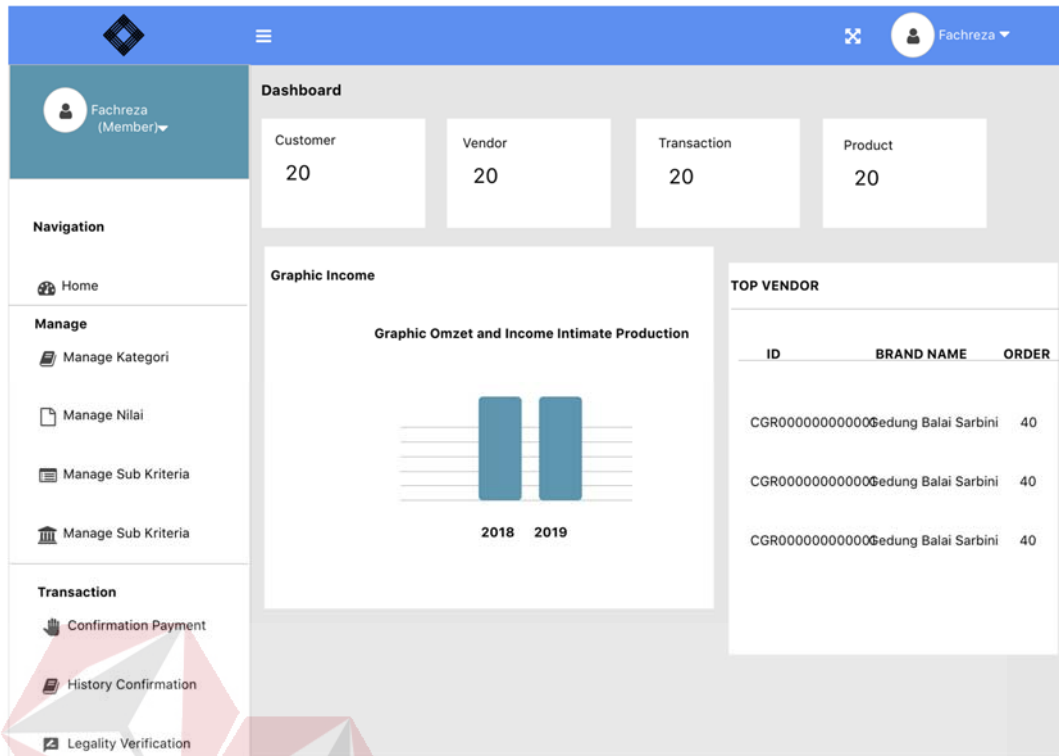 Fachreza
Fachreza
(Member)
Navigation
Home
Manage
Manage Kategori
Manage Nilai
Manage Sub Kriteria
Manage Sub Kriteria
Transaction
Confirmation Payment
History Confirmation
Legality Verification
Dashboard
Customer
20
Vendor
20
Transaction
20
Product
20
Graphic Income
Graphic Omzet and Income Intimate Production
2018 2019
TOP VENDOR
ID BRAND NAME ORDER
Gedung Balai Sarbini 40
Gedung Balai Sarbini 40
Gedung Balai Sarbini 40